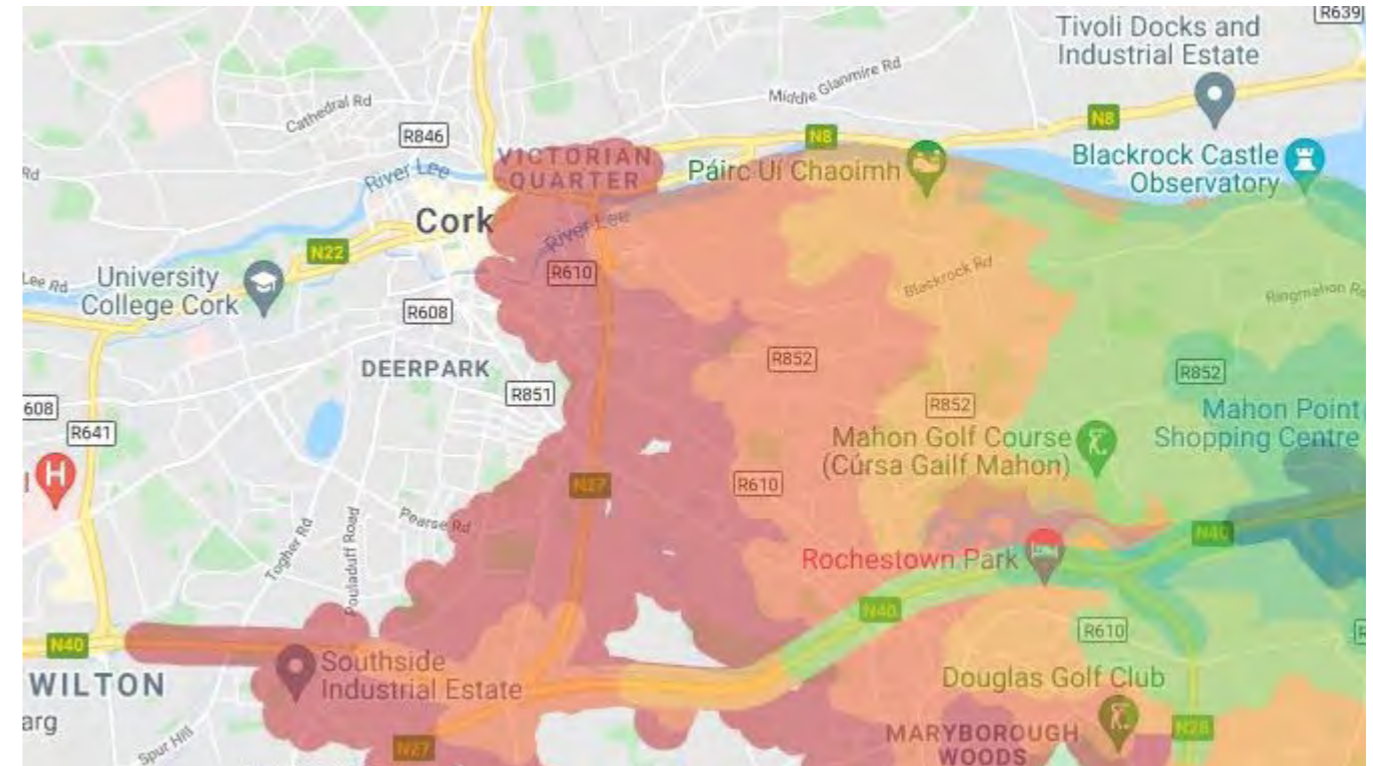 R639
Tivoli Docks and
Industrial Estate
Middle Glanmire Rd
Cathedral Rd
N8
R846
N8
VICTORIAN
QUARTER
Páirc Uí Chaoimh
Blackrock Castle
Observatory
Rd
River Lee
Cork
River Lee
N22
University
College Cork
Lee Rd
R610
Blackrock Rd
Ringmahon Rd
R608
DEERPARK
R852
R852
R851
R852
608
R641
Mahon Point
Shopping Centre
Mahon Golf Course
(Cúrsa Gailf Mahon)
H
N27
R610
Pearse Rd
Togher Rd
Pouladuff Road
N40
Rochestown Park
N40
N40
R610
R
Southside
Industrial Estate
WILTON
arg
Spur Hill
N27
Douglas Golf Club
MARYBOROUGH
WOODS
N28